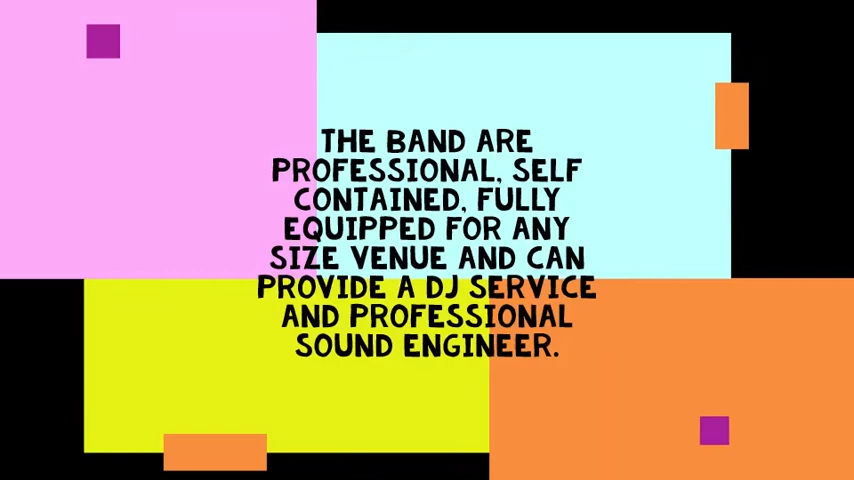 THE BAND ARE
PROFESSIONAL, SELF
CONTAINED, FULLY
EQUIPPED FOR ANY
SIZE VENUE AND CAN
PROVIDE A DJ SERVICE
AND PROFESSIONAL
SOUND ENGINEER.